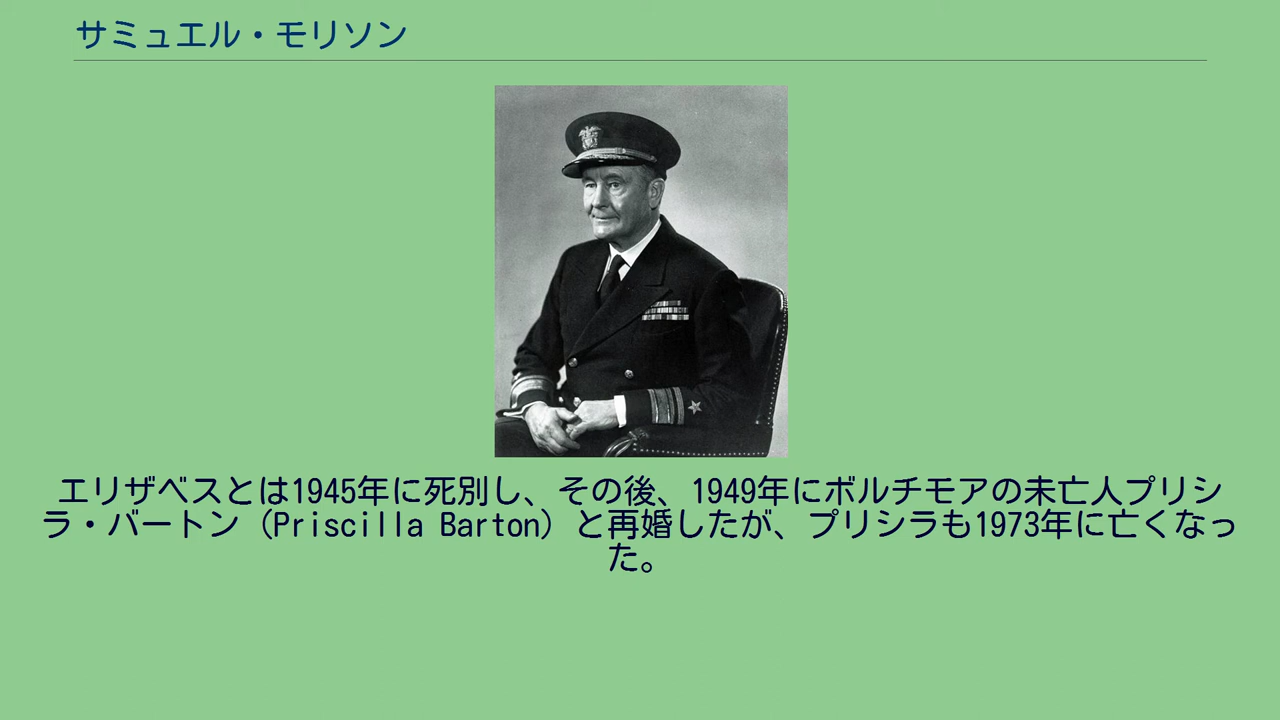 サミュエル・モリソン
エリザベスとは1945年に死別し、その後、1949年にボルチモアの未亡人プリシ
ラ・バートン（Priscilla Barton）と再婚したが、プリシラも1973年に亡くなっ
た。